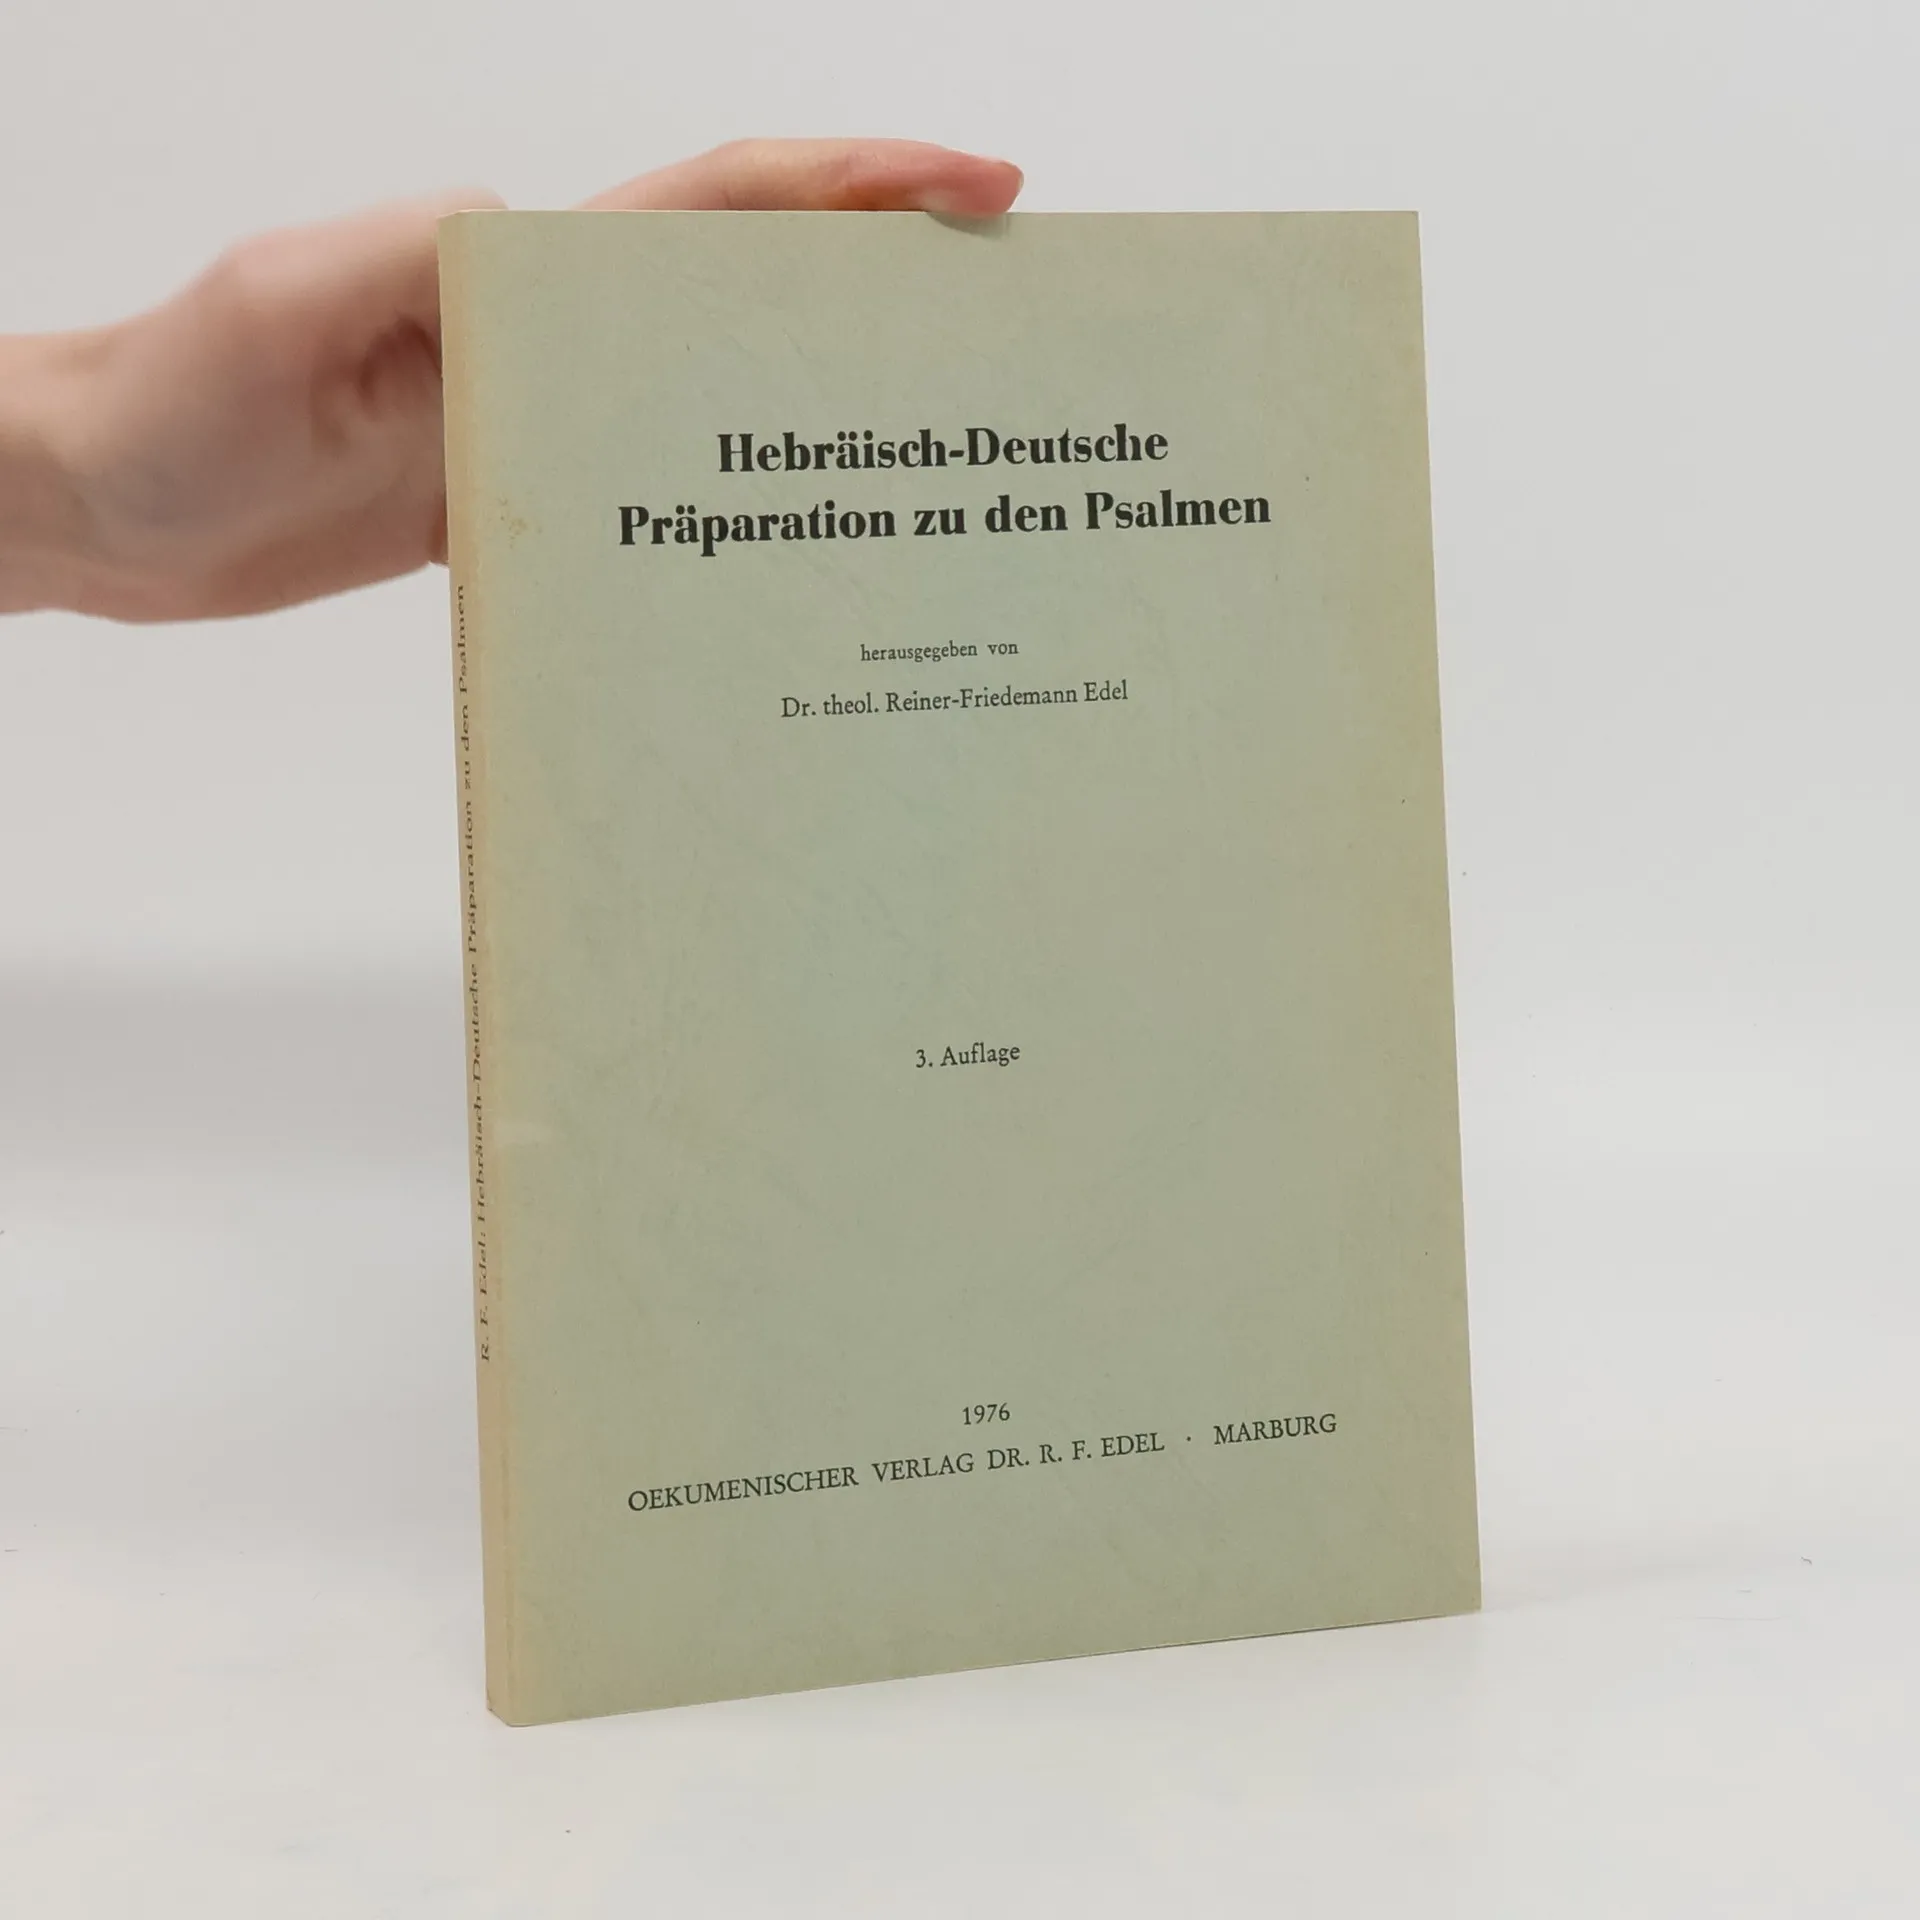 Hebräisch-Deutsche
Präparation zu den Psalmen
herausgegeben von
Dr. theol. Reiner-Friedemann Edel
3. Auflage
1976
OEKUMENISCHER VERLAG DR. R. F. EDEL · MARBURG
R. F. Edel: Hebräisch-Deutsche Präparation zu den Psalmen